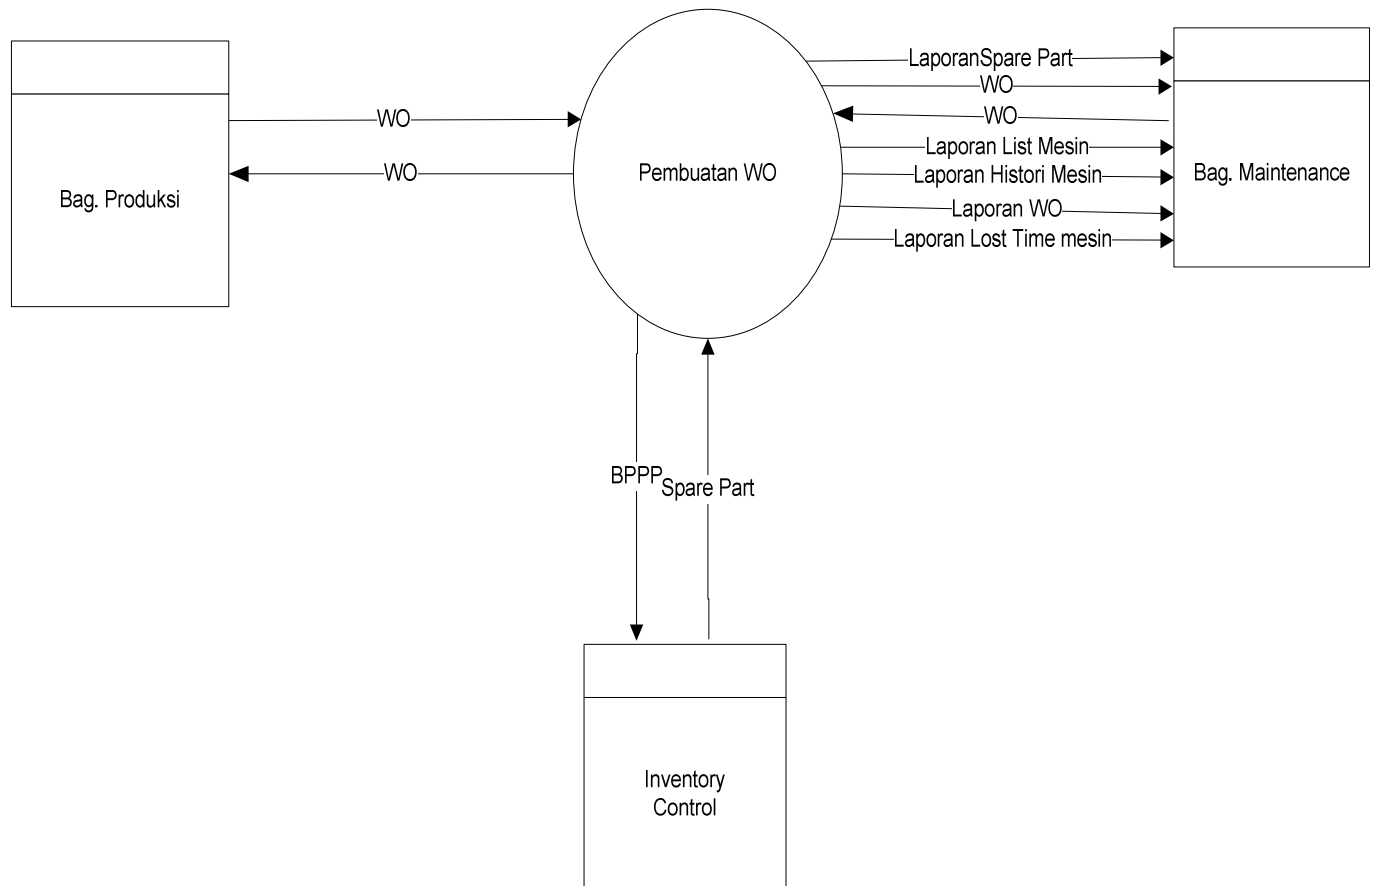 LaporanSpare Part
WO
WO
WO
Laporan List Mesin
WO
Pembuatan WO
Laporan Histori Mesin
Bag. Maintenance
Bag. Produksi
Laporan WO
Laporan Lost Time mesin
BPPP
Spare Part
Inventory
Control